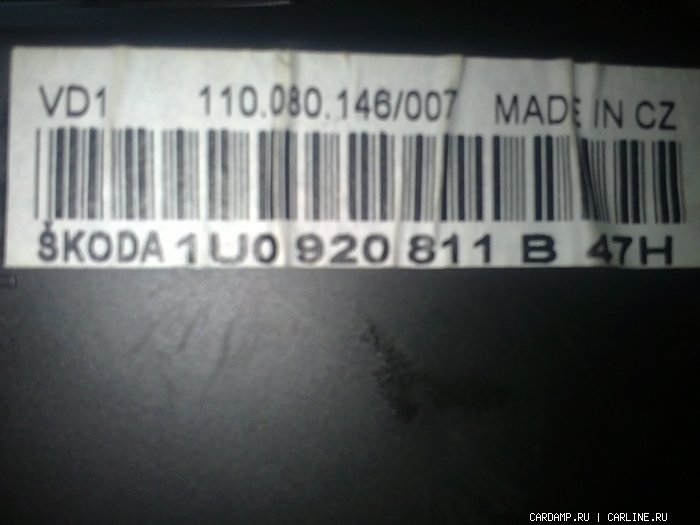 VD1 110.080.146/007 MADE IN CZ
ŠKODA 1U0 920 811 B 47H
CARDAMP.RU | CARLINE.RU